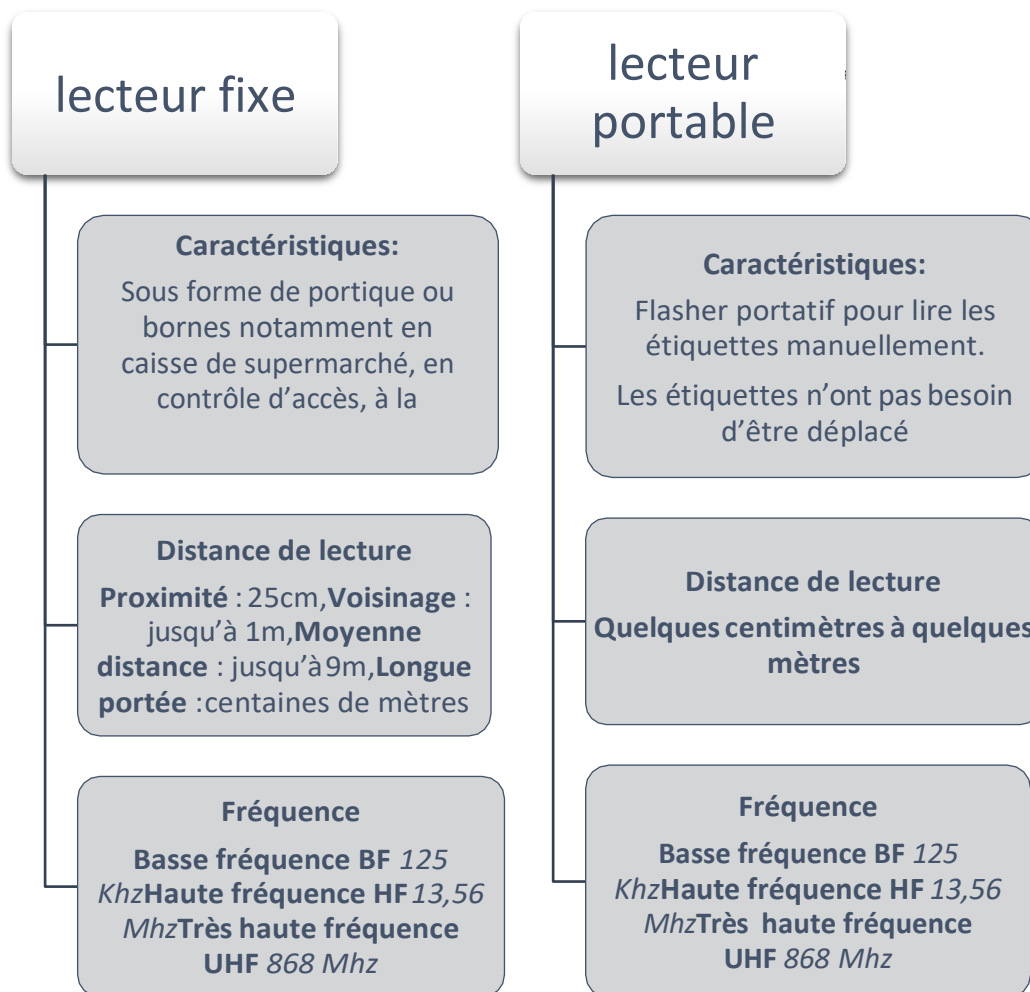 lecteur fixe
Caractéristiques:
Sous forme de portique ou
bornes notamment en
caisse de supermarché, en
contrôle d’accès, à la
Distance de lecture
Proximité : 25cm,Voisinage :
jusqu’à 1m,Moyenne
distance : jusqu’à 9m,Longue
portée :centaines de mètres
Fréquence
Basse fréquence BF 125
KhzHaute fréquence HF 13,56
MhzTrès haute fréquence
UHF 868 Mhz
lecteur
portable
Caractéristiques:
Flasher portatif pour lire les
étiquettes manuellement.
Les étiquettes n’ont pas besoin
d’être déplacé
Distance de lecture
Quelques centimètres à quelques
mètres
Fréquence
Basse fréquence BF 125
KhzHaute fréquence HF 13,56
MhzTrès haute fréquence
UHF 868 Mhz